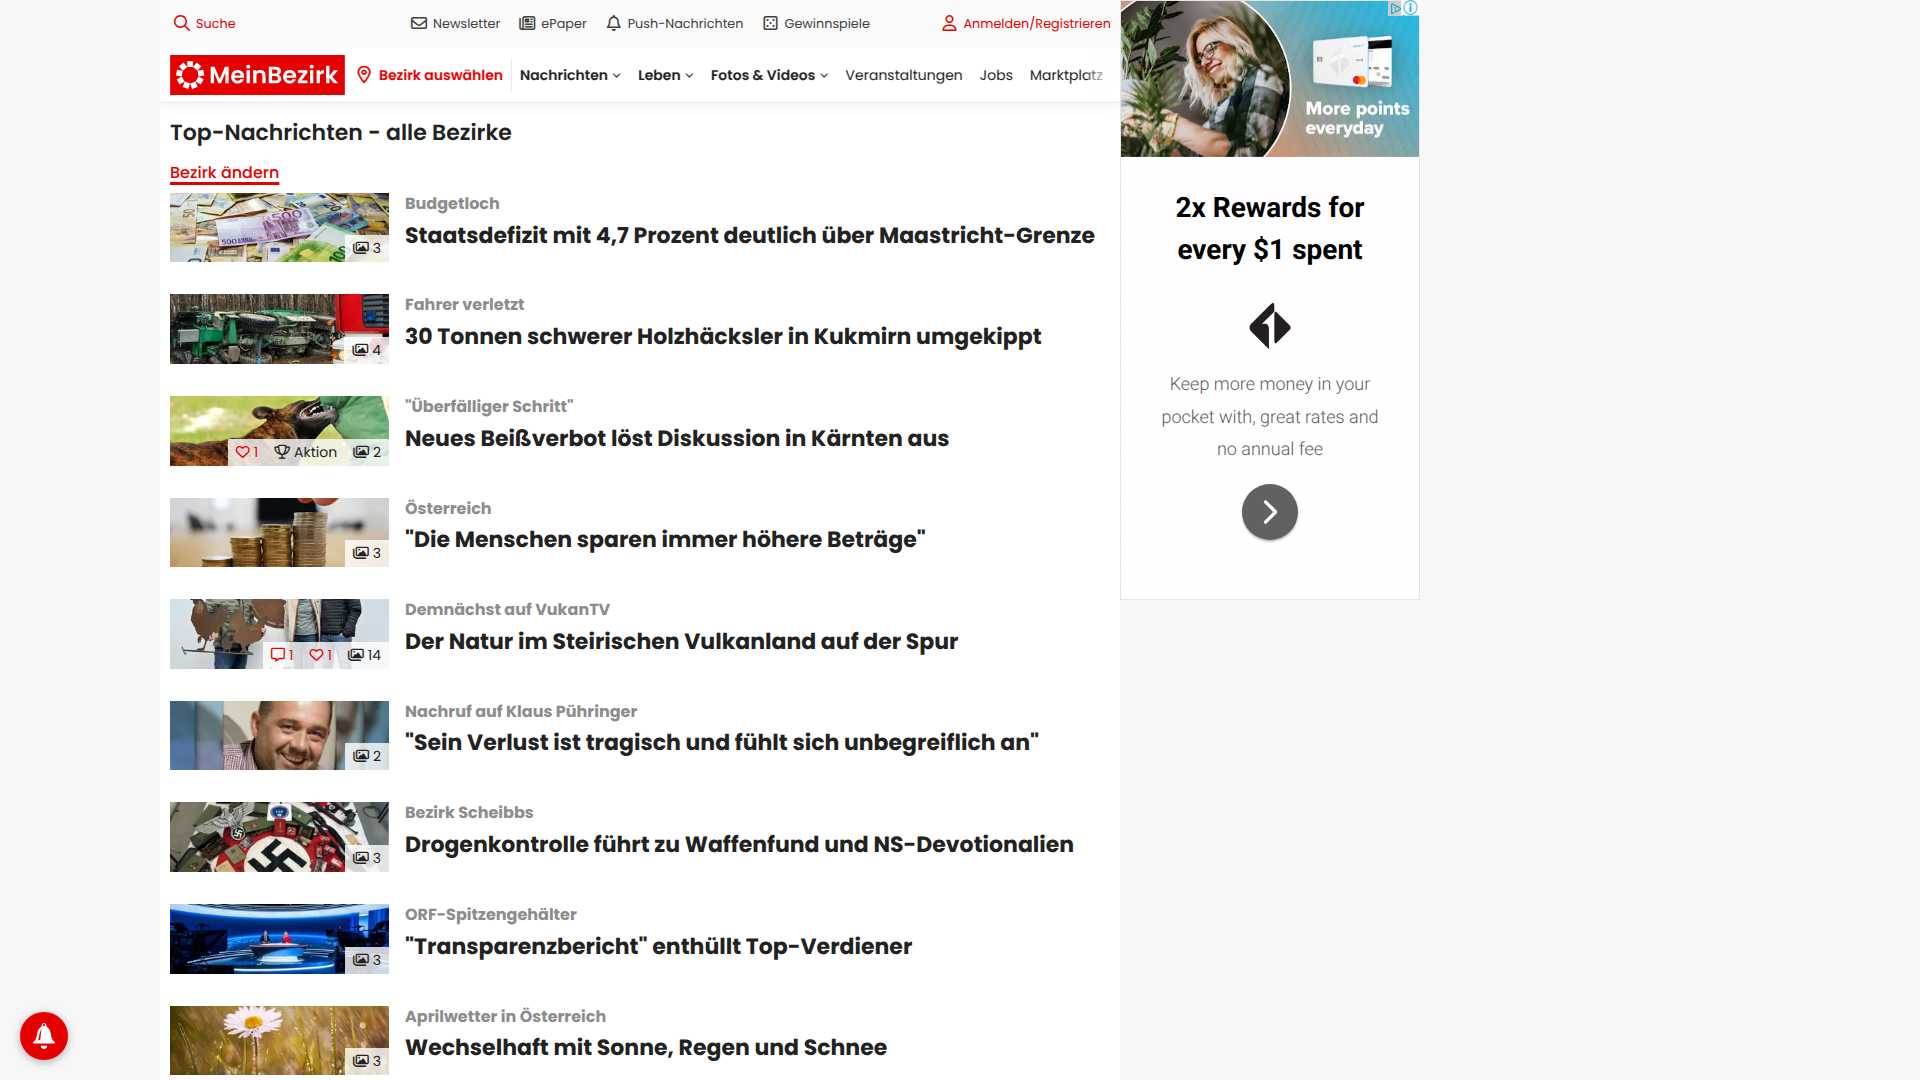 Suche
Newsletter
ePaper
Push-Nachrichten
Gewinnspiele
Anmelden/Registrieren
MeinBezirk
Bezirk auswählen
Nachrichten
Leben
Fotos & Videos
Veranstaltungen
Jobs
Marktplatz
Top-Nachrichten - alle Bezirke
Bezirk ändern
3
Budgetloch
Staatsdefizit mit 4,7 Prozent deutlich über Maastricht-Grenze
4
Fahrer verletzt
30 Tonnen schwerer Holzhäcksler in Kukmirn umgekippt
1 Aktion 2
"Überfälliger Schritt"
Neues Beißverbot löst Diskussion in Kärnten aus
3
Österreich
"Die Menschen sparen immer höhere Beträge"
1 1 14
Demnächst auf VukanTV
Der Natur im Steirischen Vulkanland auf der Spur
2
Nachruf auf Klaus Pühringer
"Sein Verlust ist tragisch und fühlt sich unbegreiflich an"
3
Bezirk Scheibbs
Drogenkontrolle führt zu Waffenfund und NS-Devotionalien
3
ORF-Spitzengehälter
"Transparenzbericht" enthüllt Top-Verdiener
3
Aprilwetter in Österreich
Wechselhaft mit Sonne, Regen und Schnee
More points
everyday
2x Rewards for
every $1 spent
Keep more money in your
pocket with, great rates and
no annual fee